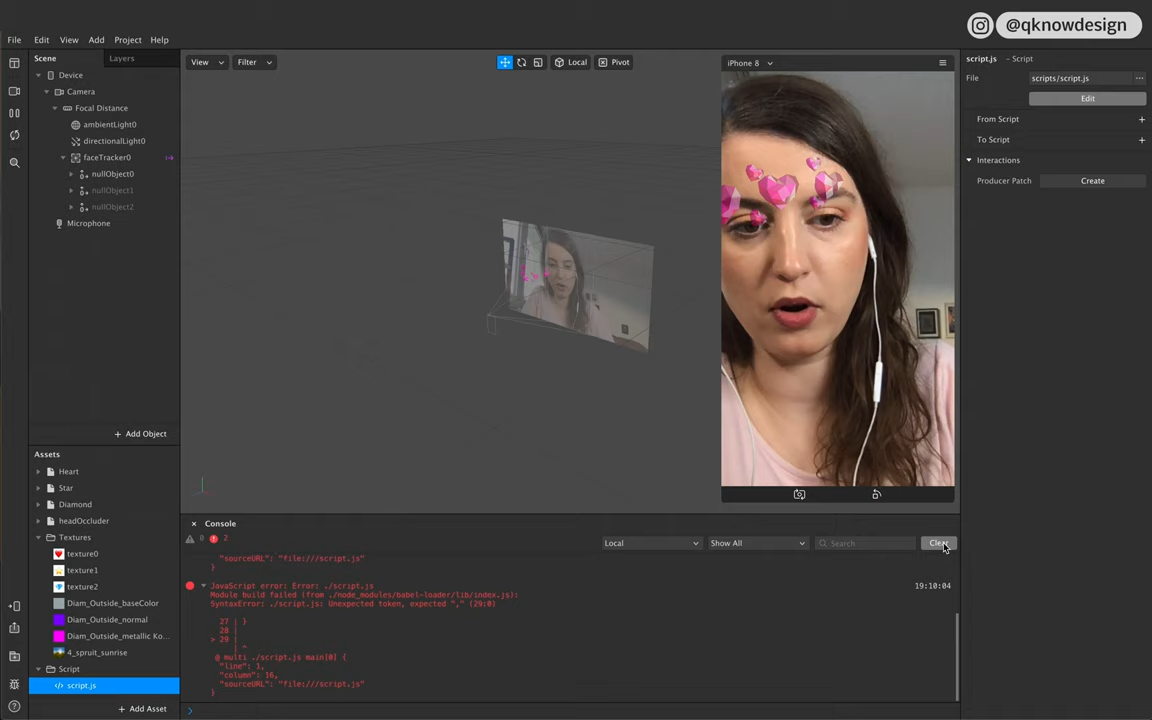 @qknowdesign
File Edit View Add Project Help
Scene Layers
Device
Camera
Focal Distance
ambientLight0
directionalLight0
faceTracker0
nullObject0
nullObject1
nullObject2
Microphone
+ Add Object
Assets
Heart
Star
Diamond
headOccluder
Textures
texture0
texture1
texture2
Diam_Outside_baseColor
Diam_Outside_normal
Diam_Outside_metallic Ko...
4_spruit_sunrise
Script
script.js
+ Add Asset
View Filter
Local Pivot
iPhone 8
Console
0 2
Local Show All Search Clear
"sourceURL": "file:///script.js"
}
JavaScript error: Error: ./script.js 19:10:04
Module build failed (from ./node_modules/babel-loader/lib/index.js):
SyntaxError: ./script.js: Unexpected token, expected "," (29:0)
27 | }
28 |
> 29 |
| ^
@ multi ./script.js main[0] {
"line": 1,
"column": 16,
"sourceURL": "file:///script.js"
}
script.js - Script
File scripts/script.js ...
Edit
From Script +
To Script +
Interactions
Producer Patch Create